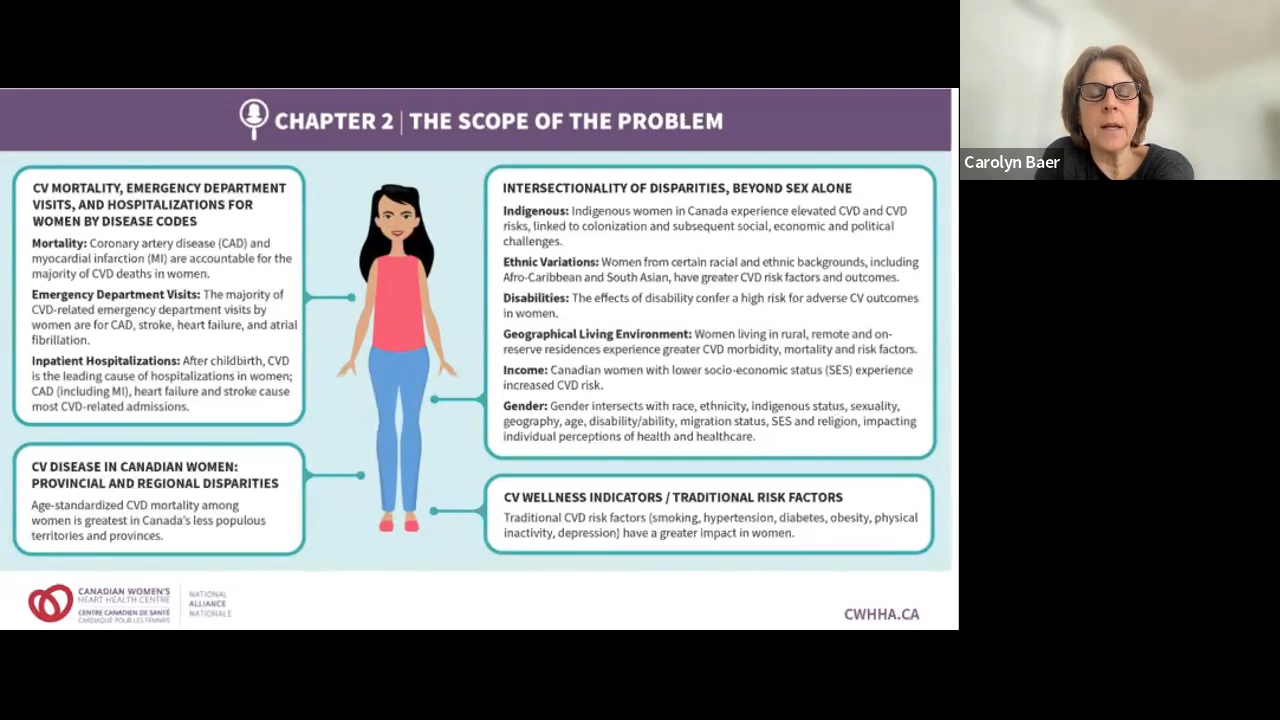 CHAPTER 2 | THE SCOPE OF THE PROBLEM
CV MORTALITY, EMERGENCY DEPARTMENT
VISITS, AND HOSPITALIZATIONS FOR
WOMEN BY DISEASE CODES
Mortality: Coronary artery disease (CAD) and
myocardial infarction (MI) are accountable for the
majority of CVD deaths in women.
Emergency Department Visits: The majority of
CVD-related emergency department visits by
women are for CAD, stroke, heart failure, and atrial
fibrillation.
Inpatient Hospitalizations: After childbirth, CVD
is the leading cause of hospitalizations in women;
CAD (including MI), heart failure and stroke cause
most CVD-related admissions.
CV DISEASE IN CANADIAN WOMEN:
PROVINCIAL AND REGIONAL DISPARITIES
Age-standardized CVD mortality among
women is greatest in Canada's less populous
territories and provinces.
INTERSECTIONALITY OF DISPARITIES, BEYOND SEX ALONE
Indigenous: Indigenous women in Canada experience elevated CVD and CVD
risks, linked to colonization and subsequent social, economic and political
challenges.
Ethnic Variations: Women from certain racial and ethnic backgrounds, including
Afro-Caribbean and South Asian, have greater CVD risk factors and outcomes.
Disabilities: The effects of disability confer a high risk for adverse CV outcomes
in women.
Geographical Living Environment: Women living in rural, remote and on-
reserve residences experience greater CVD morbidity, mortality and risk factors.
Income: Canadian women with lower socio-economic status (SES) experience
increased CVD risk.
Gender: Gender intersects with race, ethnicity, indigenous status, sexuality,
geography, age, disability/ability, migration status, SES and religion, impacting
individual perceptions of health and healthcare.
CV WELLNESS INDICATORS / TRADITIONAL RISK FACTORS
Traditional CVD risk factors (smoking, hypertension, diabetes, obesity, physical
inactivity, depression) have a greater impact in women.
CANADIAN WOMEN'S
HEART HEALTH CENTRE
CENTRE CANADIEN DE SANTÉ
CARDIAQUE POUR LES FEMMES
NATIONAL
ALLIANCE
NATIONALE
CWHHA.CA
Carolyn Baer